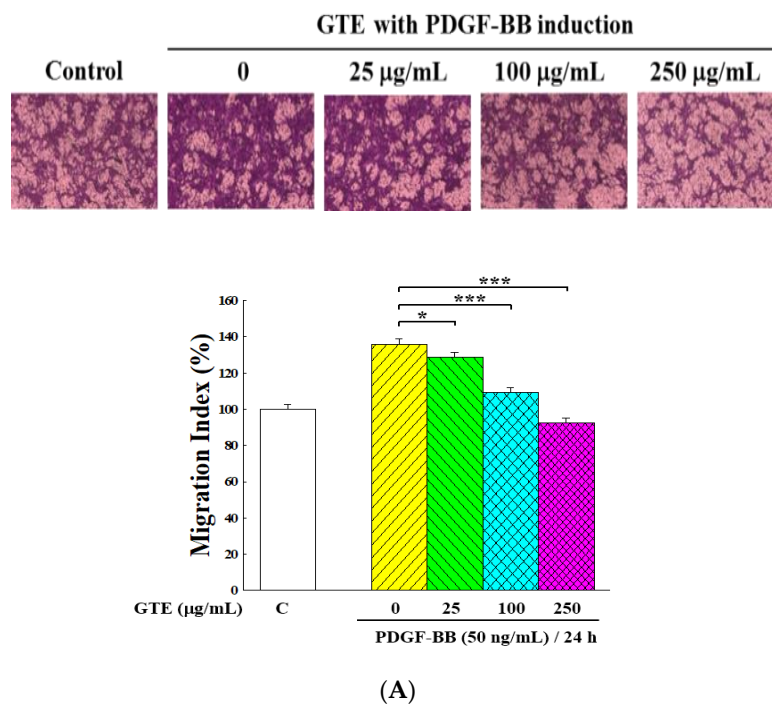 GTE with PDGF-BB induction
Control 0 25 µg/mL 100 µg/mL 250 µg/mL
***
***
*
160
140
120
100
80
60
40
20
0
Migration Index (%)
GTE (µg/mL) C 0 25 100 250
PDGF-BB (50 ng/mL) / 24 h
(A)